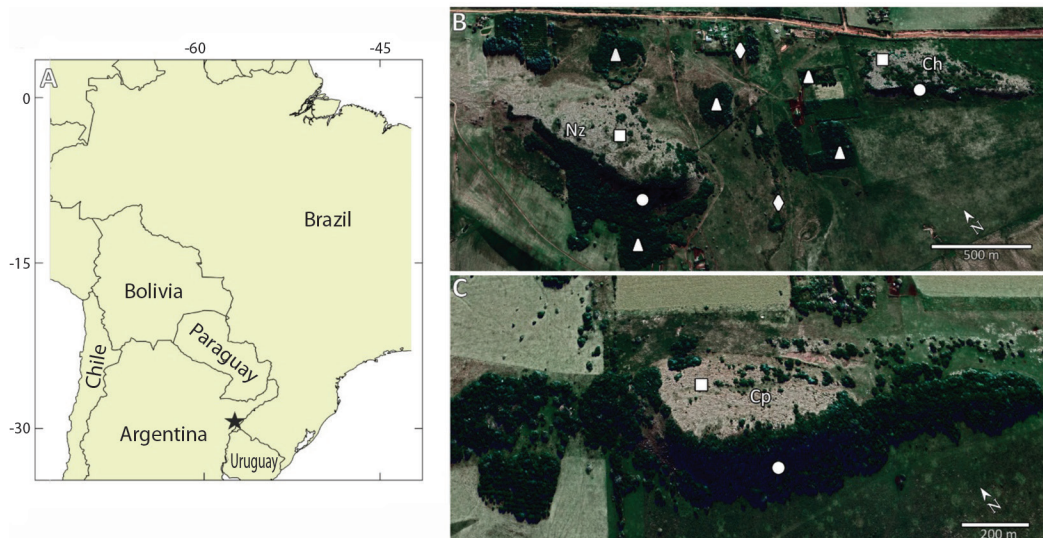 -60
-45
A
0
Brazil
-15
Bolivia
Paraguay
Chile
-30
Argentina
Uruguay
B
Ch
Nz
N
500 m
C
Cp
N
200 m